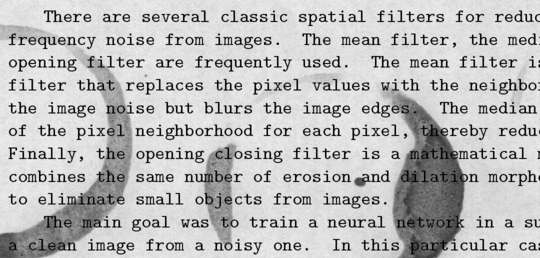 There are several classic spatial filters for reduc
frequency noise from images. The mean filter, the medi
opening filter are frequently used. The mean filter is
filter that replaces the pixel values with the neighbor
the image noise but blurs the image edges. The median
of the pixel neighborhood for each pixel, thereby reduc
Finally, the opening closing filter is a mathematical m
combines the same number of erosion and dilation morpho
to eliminate small objects from images.
The main goal was to train a neural network in a su
a clean image from a noisy one. In this particular cas